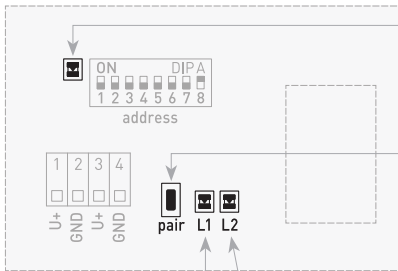 ON DIP A
1 2 3 4 5 6 7 8
address
1 2 3 4
U+ GND U+ GND
pair L1 L2